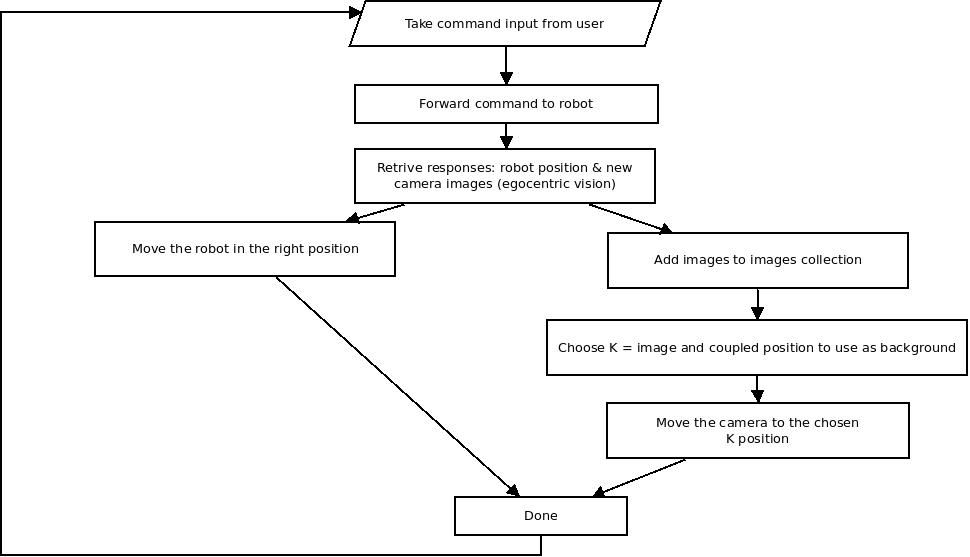 Take command input from user
Forward command to robot
Retrive responses: robot position & new
camera images (egocentric vision)
Move the robot in the right position
Add images to images collection
Choose K = image and coupled position to use as background
Move the camera to the chosen
K position
Done